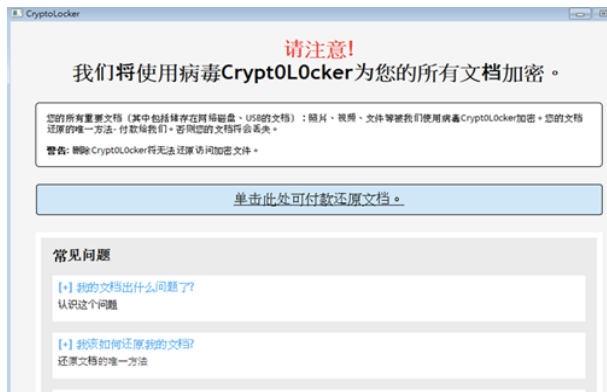 CryptoLocker
请注意!
我们将使用病毒Crypt0L0cker为您的所有文档加密。
您的所有重要文档（其中包括储存在网络磁盘、USB的文档）：照片、视频、文件等被我们使用病毒Crypt0L0cker加密。您的文档
还原的唯一方法- 付款给我们。否则您的文档将会丢失。
警告: 删除Crypt0L0cker将无法还原访问加密文件。
单击此处可付款还原文档。
常见问题
[+] 我的文档出什么问题了?
认识这个问题
[+] 我该如何还原我的文档?
还原文档的唯一方法